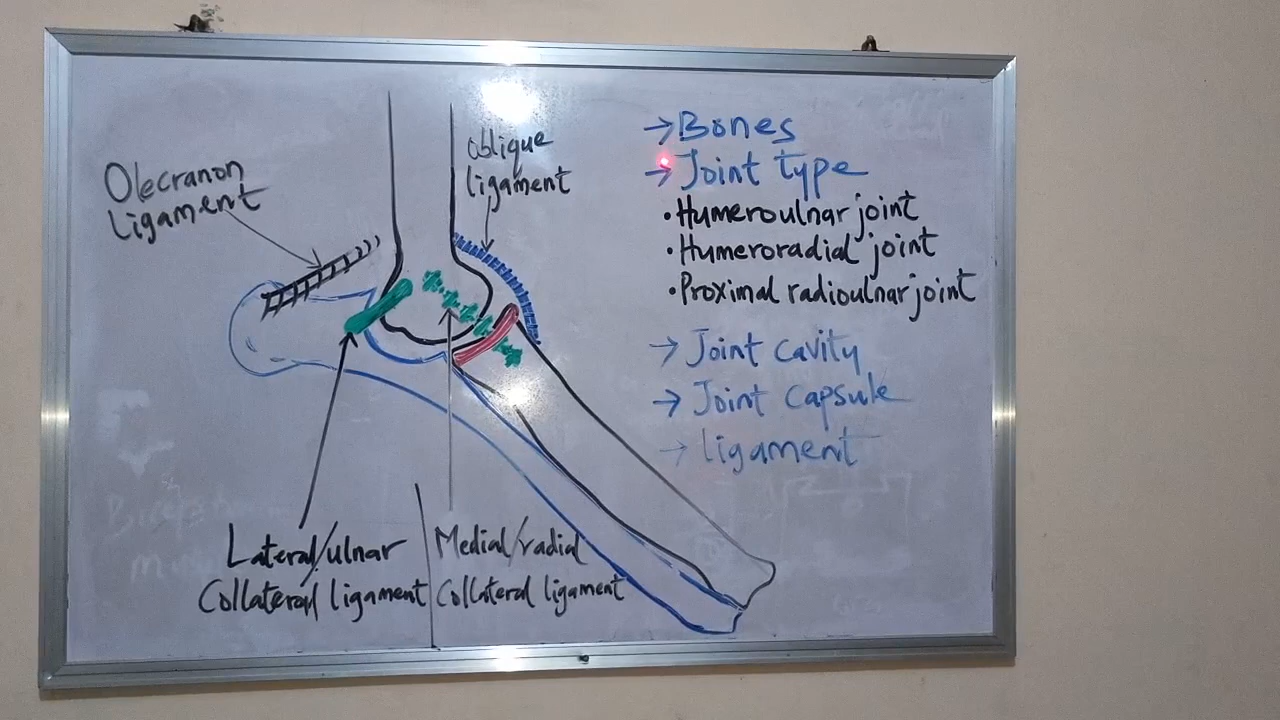 Olecranon
Ligament
oblique
ligament
Lateral/ulnar
Collateral ligament
Medial/radial
Collateral ligament
→ Bones
→ Joint type
• Humeroulnar joint
• Humeroradial joint
• Proximal radioulnar joint
→ Joint cavity
→ Joint capsule
→ ligament